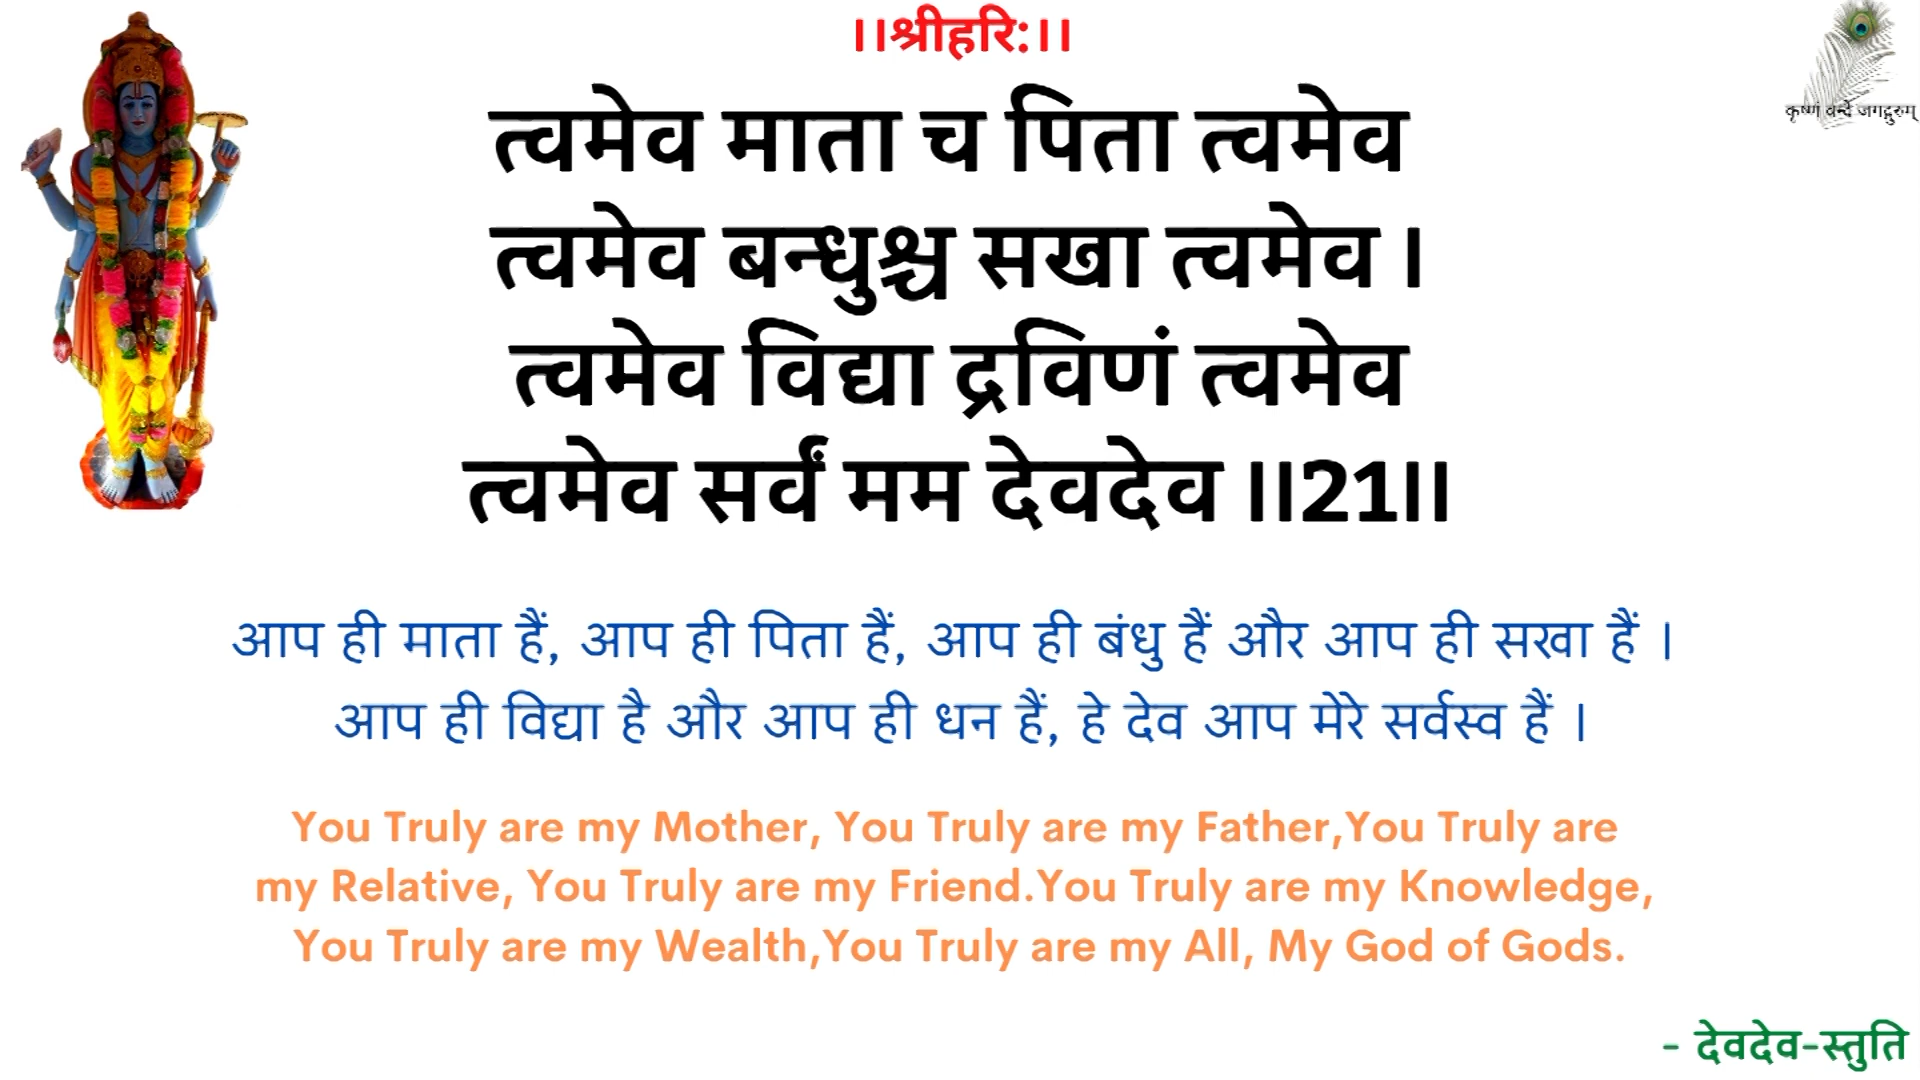 ।।श्रीहरि:।।
कृष्णं वन्दे जगद्गुरुम्
त्वमेव माता च पिता त्वमेव
त्वमेव बन्धुश्च सखा त्वमेव ।
त्वमेव विद्या द्रविणं त्वमेव
त्वमेव सर्वं मम देवदेव ।।21।।
आप ही माता हैं, आप ही पिता हैं, आप ही बंधु हैं और आप ही सखा हैं ।
आप ही विद्या है और आप ही धन हैं, हे देव आप मेरे सर्वस्व हैं ।
You Truly are my Mother, You Truly are my Father,You Truly are
my Relative, You Truly are my Friend.You Truly are my Knowledge,
You Truly are my Wealth,You Truly are my All, My God of Gods.
- देवदेव-स्तुति